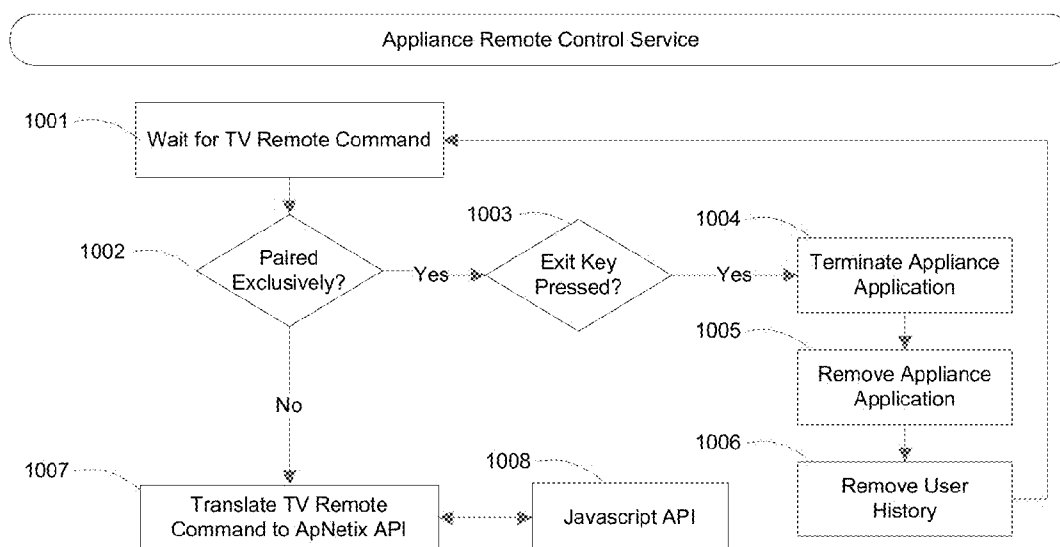 Appliance Remote Control Service
1001
Wait for TV Remote Command
1002
Paired
Exclusively?
Yes
1003
Exit Key
Pressed?
Yes
1004
Terminate Appliance
Application
1005
Remove Appliance
Application
1006
Remove User
History
No
1007
Translate TV Remote
Command to ApNetix API
1008
Javascript API